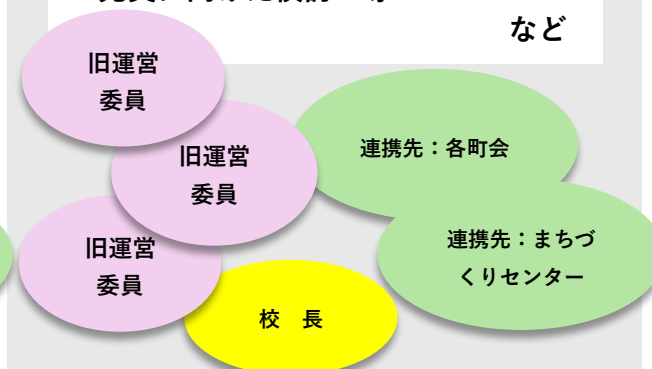 など
旧運営
委員
旧運営
委員
連携先：各町会
旧運営
委員
連携先：まちづ
くりセンター
校　長